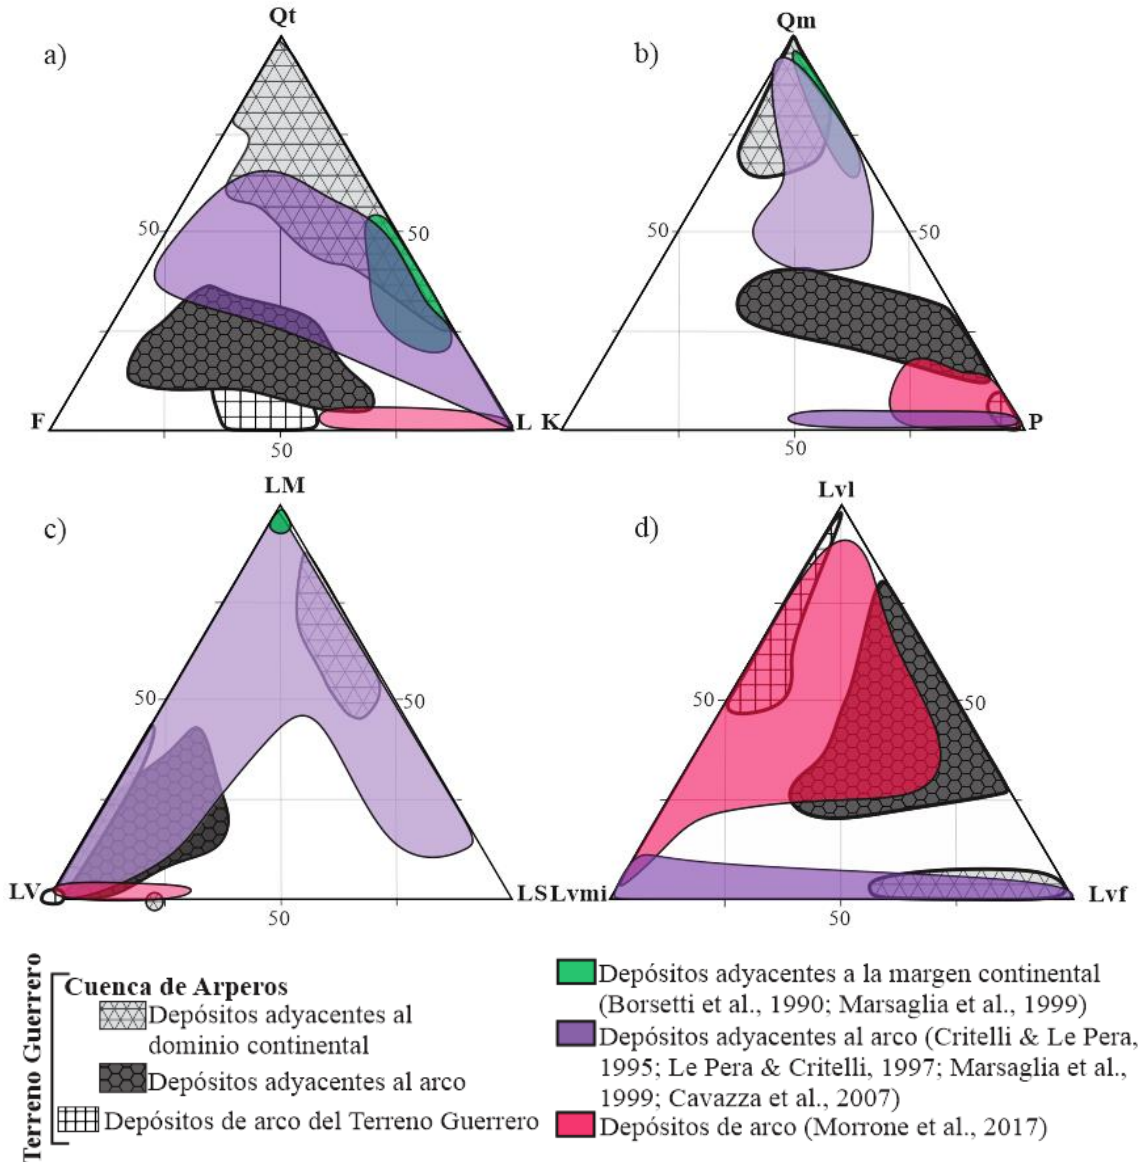 Qt
a)
50
50
F
L
50
Qm
b)
50
50
K
P
50
LM
c)
50
50
LV
LS
50
Lvl
d)
50
50
Lvmi
Lvf
50
Terreno Guerrero
Cuenca de Arperos
Depósitos adyacentes al
dominio continental
Depósitos adyacentes al arco
Depósitos de arco del Terreno Guerrero
Depósitos adyacentes a la margen continental
(Borsetti et al., 1990; Marsaglia et al., 1999)
Depósitos adyacentes al arco (Critelli & Le Pera,
1995; Le Pera & Critelli, 1997; Marsaglia et al.,
1999; Cavazza et al., 2007)
Depósitos de arco (Morrone et al., 2017)